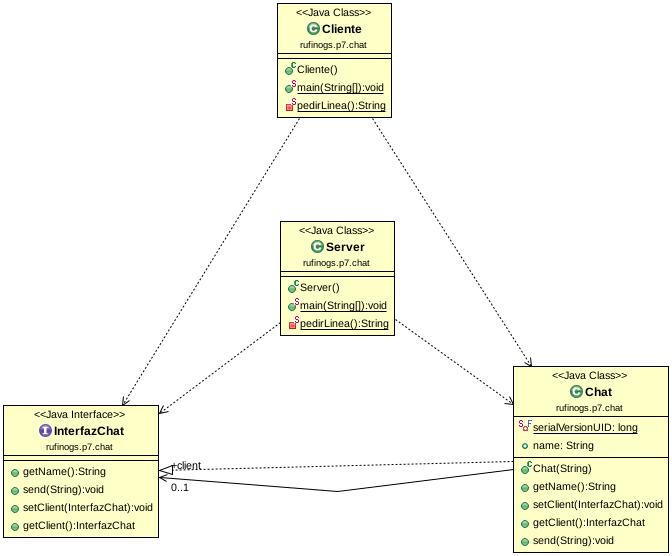 <<Java Class>>
Cliente
rufinogs.p7.chat
Cliente()
main(String[]):void
pedirLinea():String
<<Java Class>>
Server
rufinogs.p7.chat
Server()
main(String[]):void
pedirLinea():String
<<Java Interface>>
InterfazChat
rufinogs.p7.chat
getName():String
send(String):void
setClient(InterfazChat):void
getClient():InterfazChat
+client
0..1
<<Java Class>>
Chat
rufinogs.p7.chat
serialVersionUID: long
name: String
Chat(String)
getName():String
setClient(InterfazChat):void
getClient():InterfazChat
send(String):void